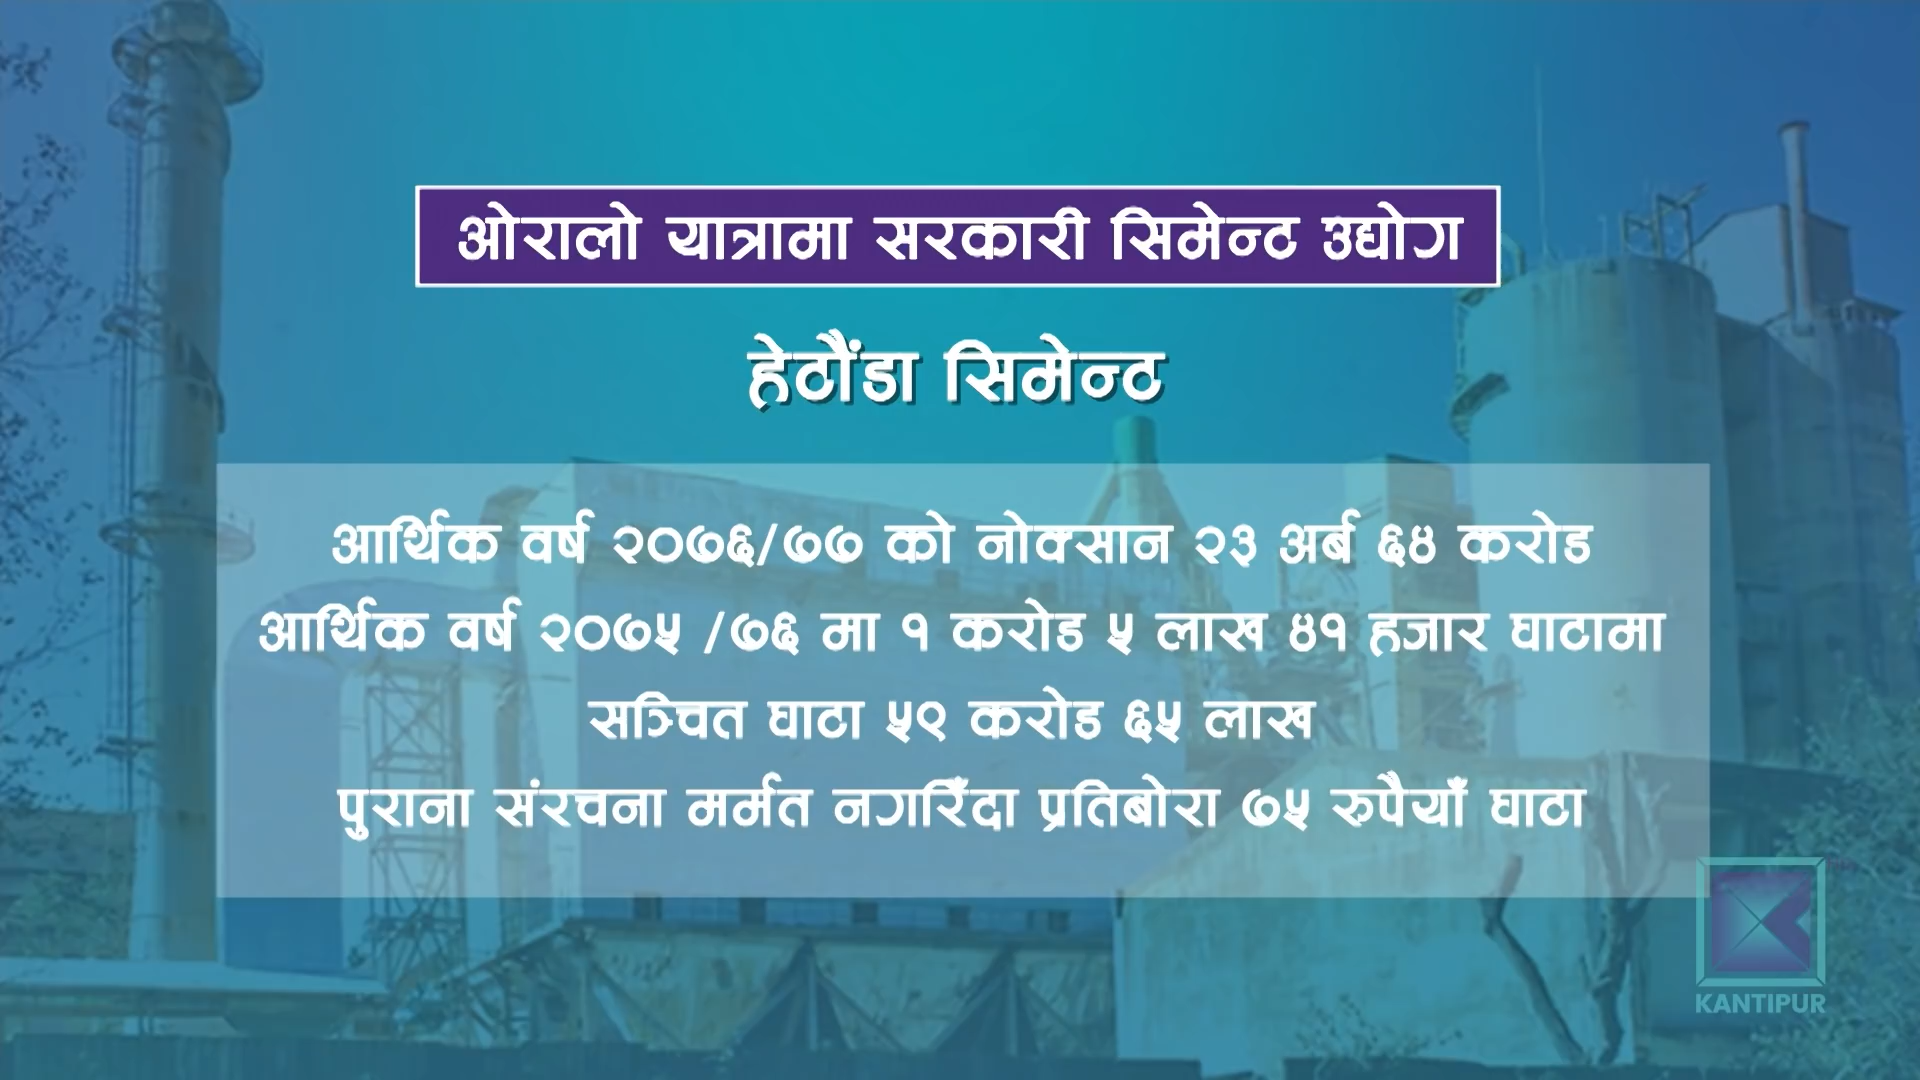 ओरालो यात्रामा सरकारी सिमेन्ट उद्योग
हेटौंडा सिमेन्ट
आर्थिक वर्ष २०७६/७७ को नोक्सान २३ अर्ब ६४ करोड
आर्थिक वर्ष २०७५ /७६ मा १ करोड ५ लाख ४१ हजार घाटामा
सञ्चित घाटा ५९ करोड ६५ लाख
पुराना संरचना मर्मत नगारिँदा प्रतिबोरा ७५ रुपैयाँ घाटा
KANTIPUR